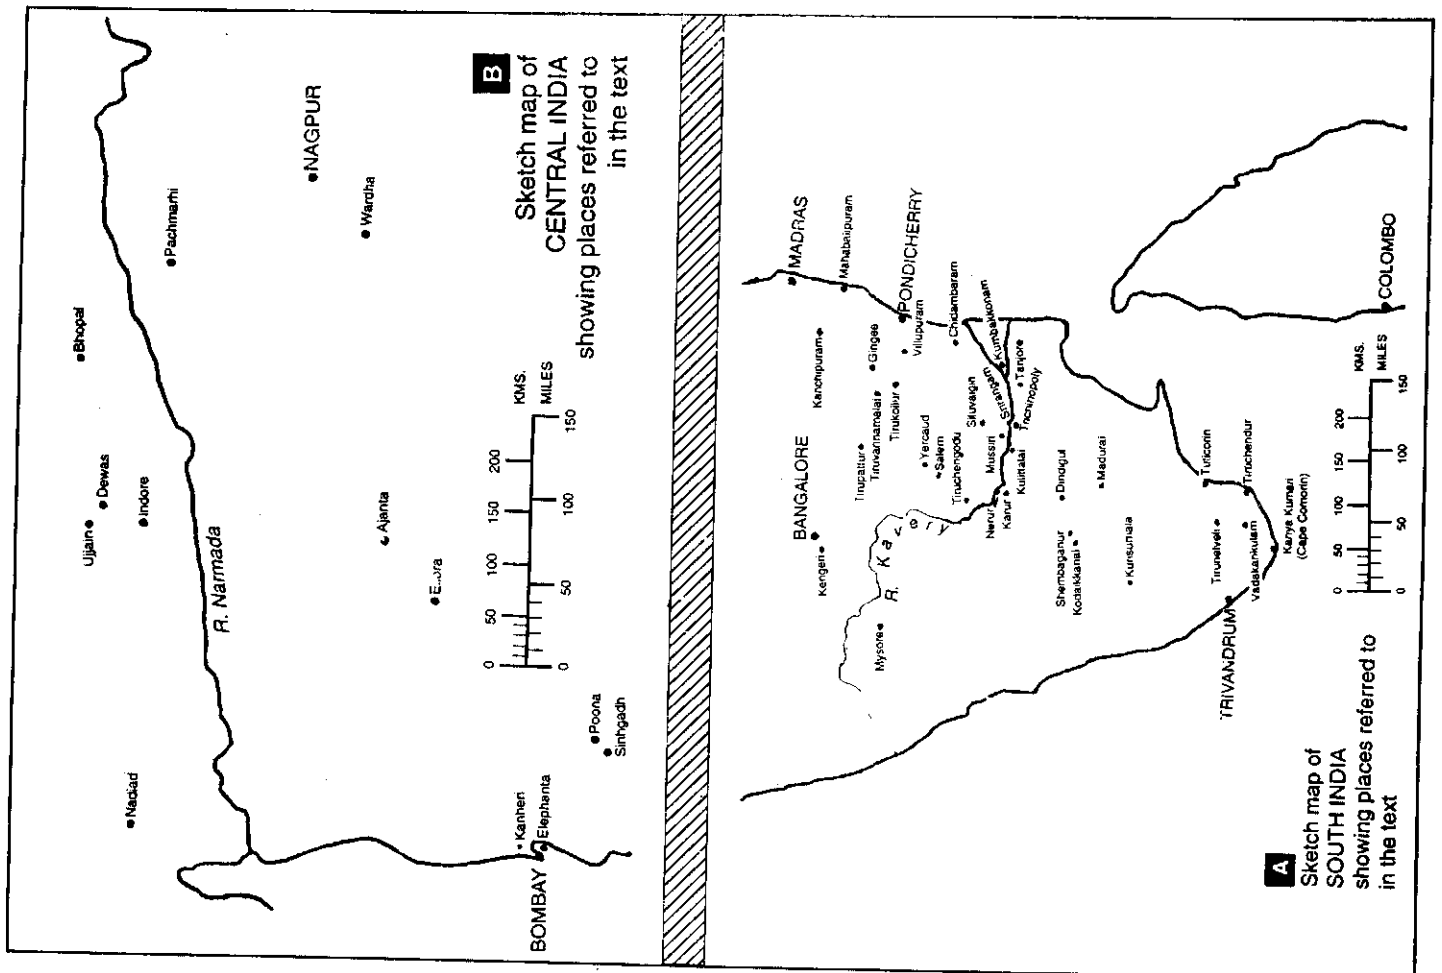 B
Sketch map of
CENTRAL INDIA
showing places referred to
in the text
Bhopal
Pachmarhi
NAGPUR
Wardha
Ujjain
Dewas
Indore
R. Narmada
Ajanta
Nadiad
Poona
Sinhgadh
Kanheri
Elephanta
BOMBAY
0 50 100 150 200 KMS.
0 50 100 150 MILES
MADRAS
Mahabalipuram
Kanchipuram
PONDICHERRY
Gingee
Villupuram
Tiruvannamalai
Tirukoilur
Chidambaram
Tirupattur
BANGALORE
Kengeri
Yercaud
Salem
Tiruchengodu
Siluvaigiri
Srirangam
Kumbakkonam
Tanjore
Trichinopoly
Mussiri
Kulittalai
Nerur
Karur
R. Kavery
Mysore
Dindigul
Madurai
Shembaganur
Kodaikkanal
Kurisumala
Tuticorin
Tiruchendur
Tirunelveli
Vadakankulam
Kanya Kumari
(Cape Comorin)
TRIVANDRUM
COLOMBO
0 50 100 150 200 KMS.
0 50 100 150 MILES
A
Sketch map of
SOUTH INDIA
showing places referred to
in the text